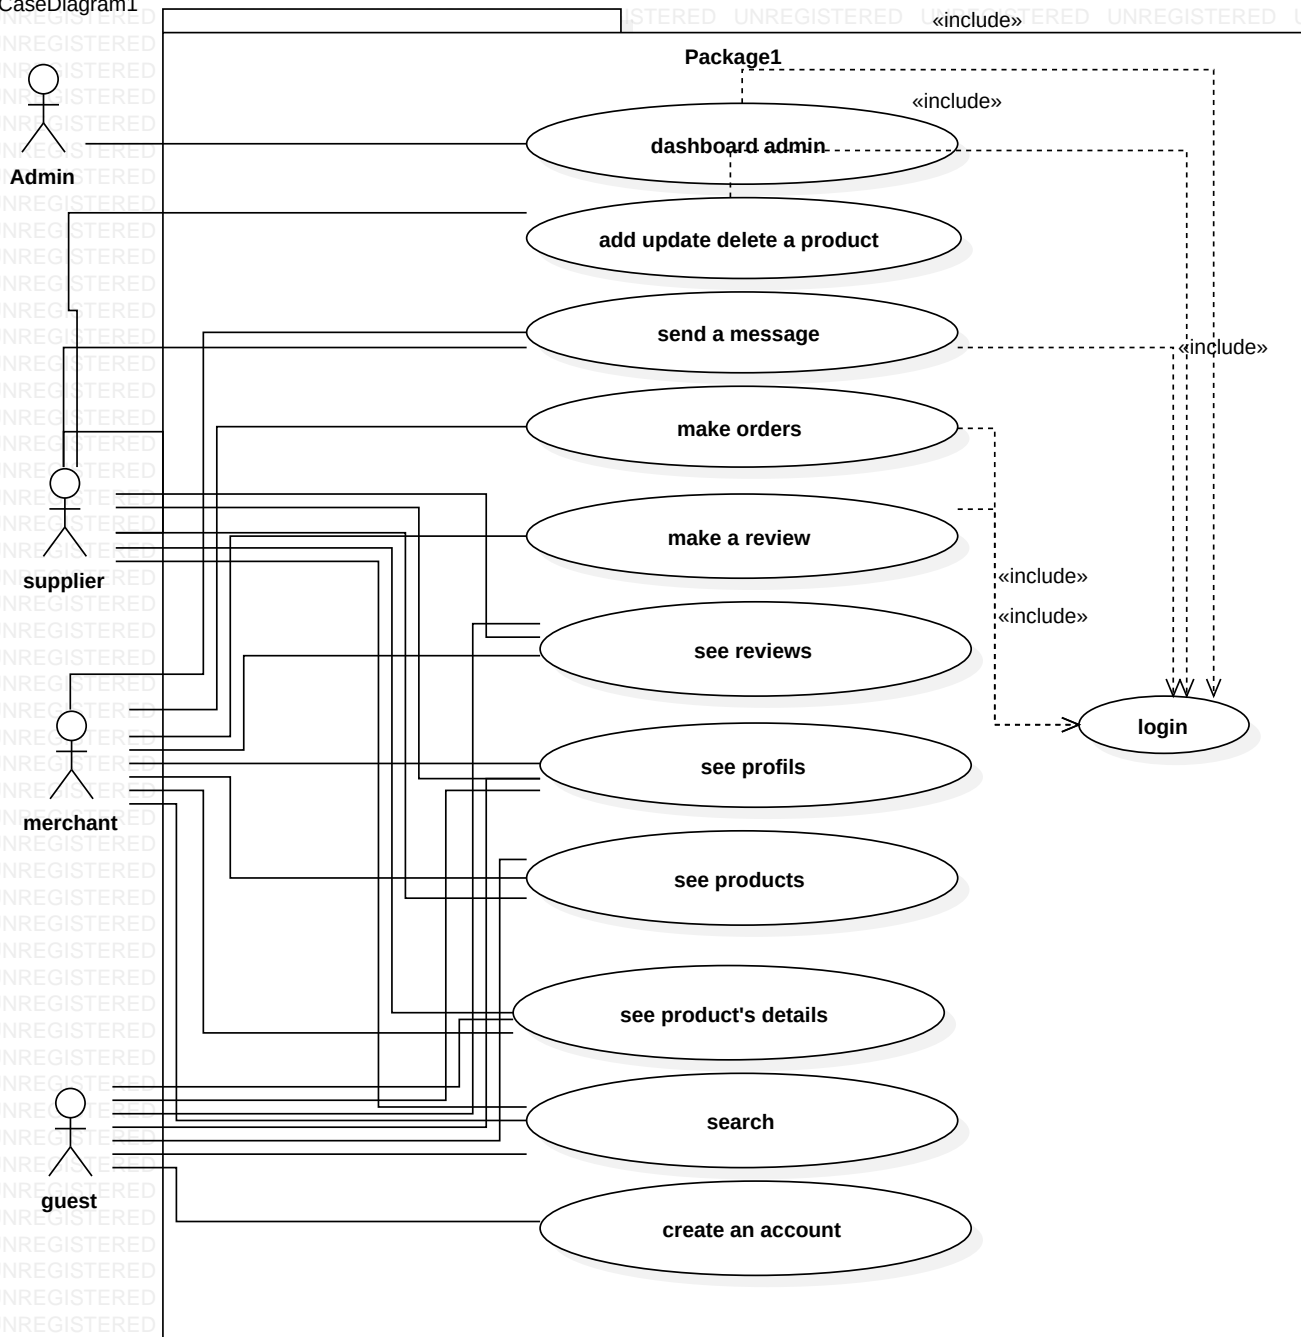 CaseDiagram1
«include»
Package1
«include»
dashboard admin
Admin
add update delete a product
send a message
«include»
make orders
make a review
supplier
«include»
«include»
see reviews
login
see profils
merchant
see products
see product's details
search
guest
create an account
UNREGISTERED